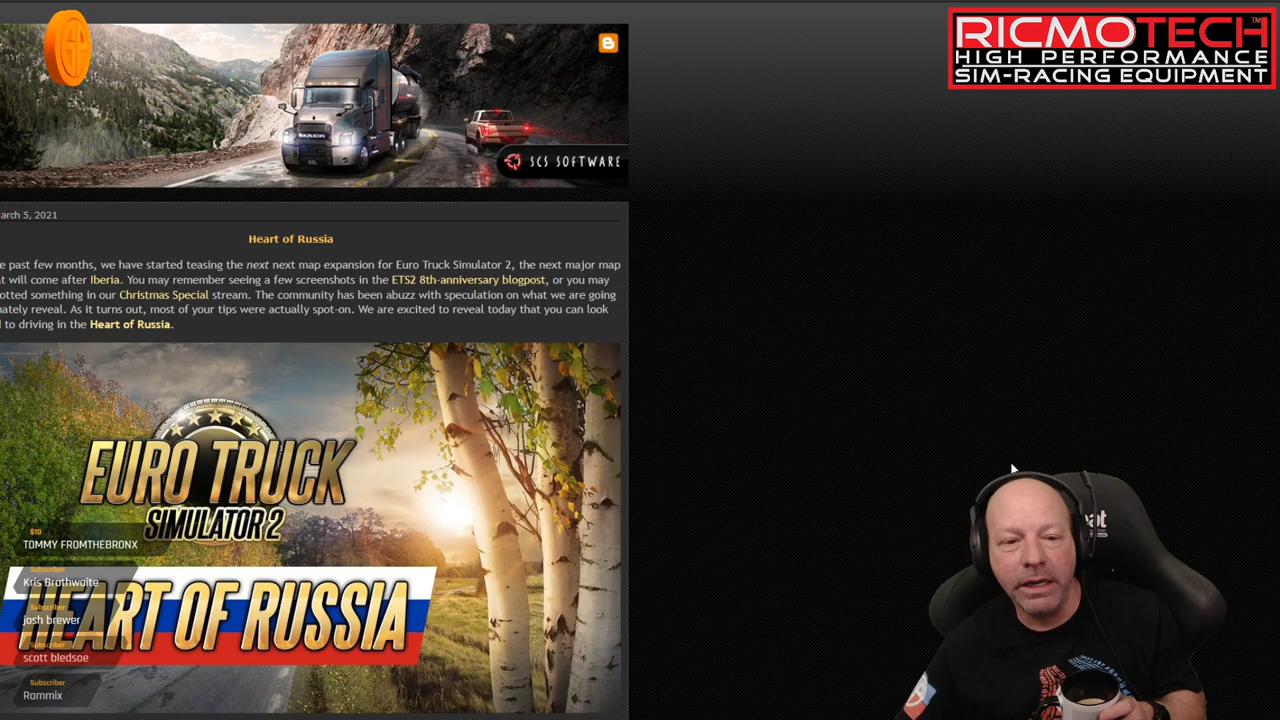 RICMOTECH™
HIGH PERFORMANCE
SIM-RACING EQUIPMENT
MACK
SCS SOFTWARE
arch 5, 2021
Heart of Russia
e past few months, we have started teasing the next next map expansion for Euro Truck Simulator 2, the next major map
t will come after Iberia. You may remember seeing a few screenshots in the ETS2 8th-anniversary blogpost, or you may
otted something in our Christmas Special stream. The community has been abuzz with speculation on what we are going
nately reveal. As it turns out, most of your tips were actually spot-on. We are excited to reveal today that you can look
d to driving in the Heart of Russia.
EURO TRUCK
SIMULATOR 2
HEART OF RUSSIA
$10
TOMMY FROMTHEBRONX
Subscriber
Kris Brathwaite
Subscriber
josh brewer
Subscriber
scott bledsoe
Subscriber
Rammix